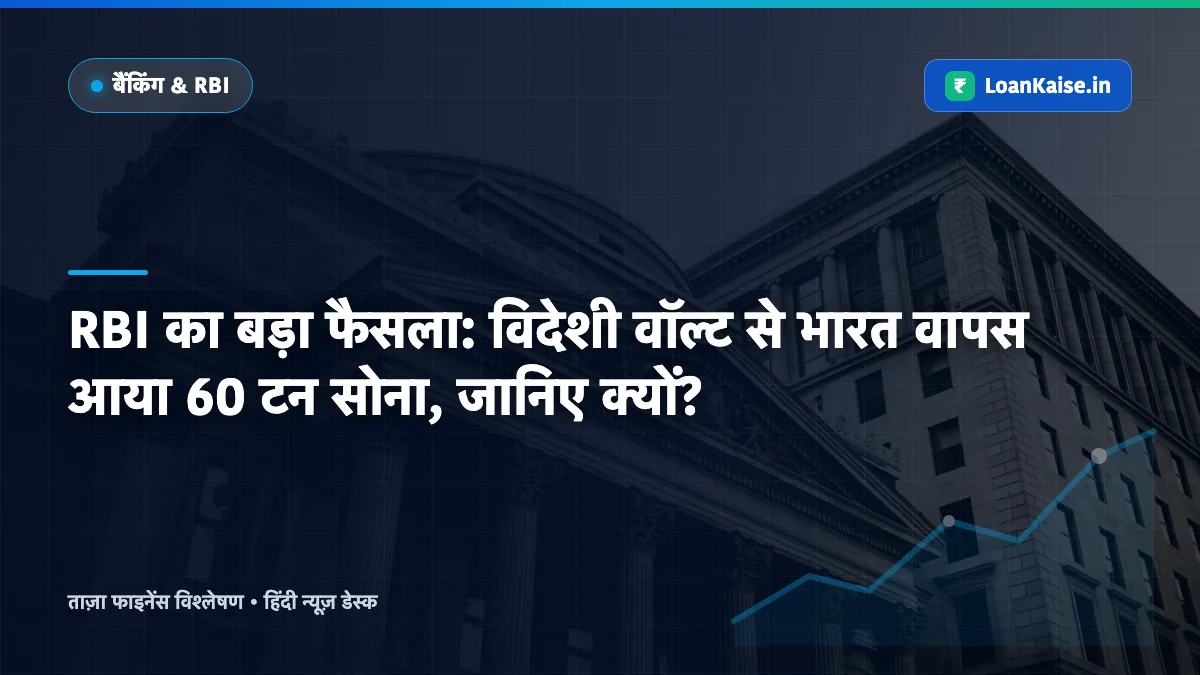 बैंकिंग & RBI
₹ LoanKaise.in
RBI का बड़ा फैसला: विदेशी वॉल्ट से भारत वापस
आया 60 टन सोना, जानिए क्यों?
ताज़ा फाइनेंस विश्लेषण • हिंदी न्यूज़ डेस्क